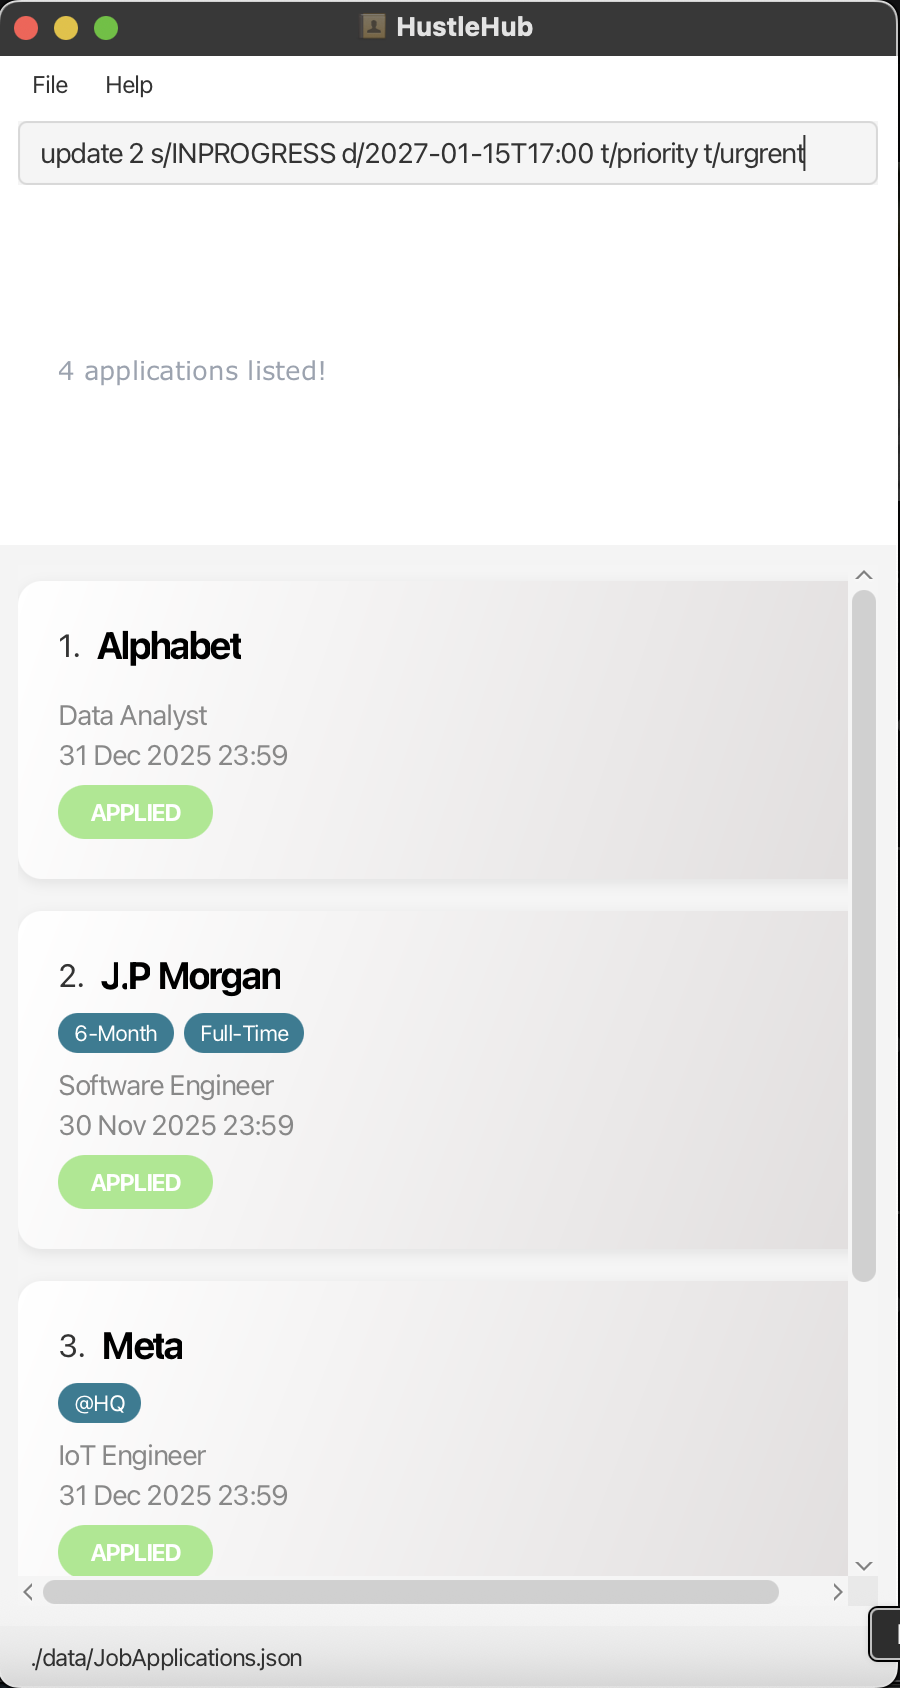 HustleHub
File Help
update 2 s/INPROGRESS d/2027-01-15T17:00 t/priority t/urgrent
4 applications listed!
1. Alphabet
Data Analyst
31 Dec 2025 23:59
APPLIED
2. J.P Morgan
6-Month Full-Time
Software Engineer
30 Nov 2025 23:59
APPLIED
3. Meta
@HQ
IoT Engineer
31 Dec 2025 23:59
APPLIED
./data/JobApplications.json